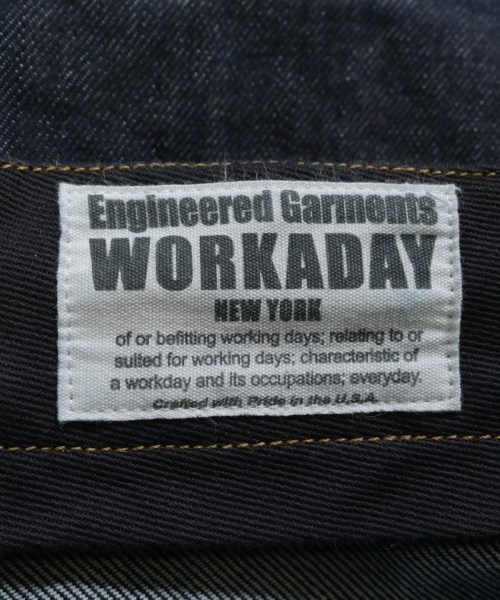 Engineered Garments
WORKADAY
NEW YORK
of or befitting working days; relating to or
suited for working days; characteristic of
a workday and its occupations; everyday.
Crafted with Pride in the U.S.A.